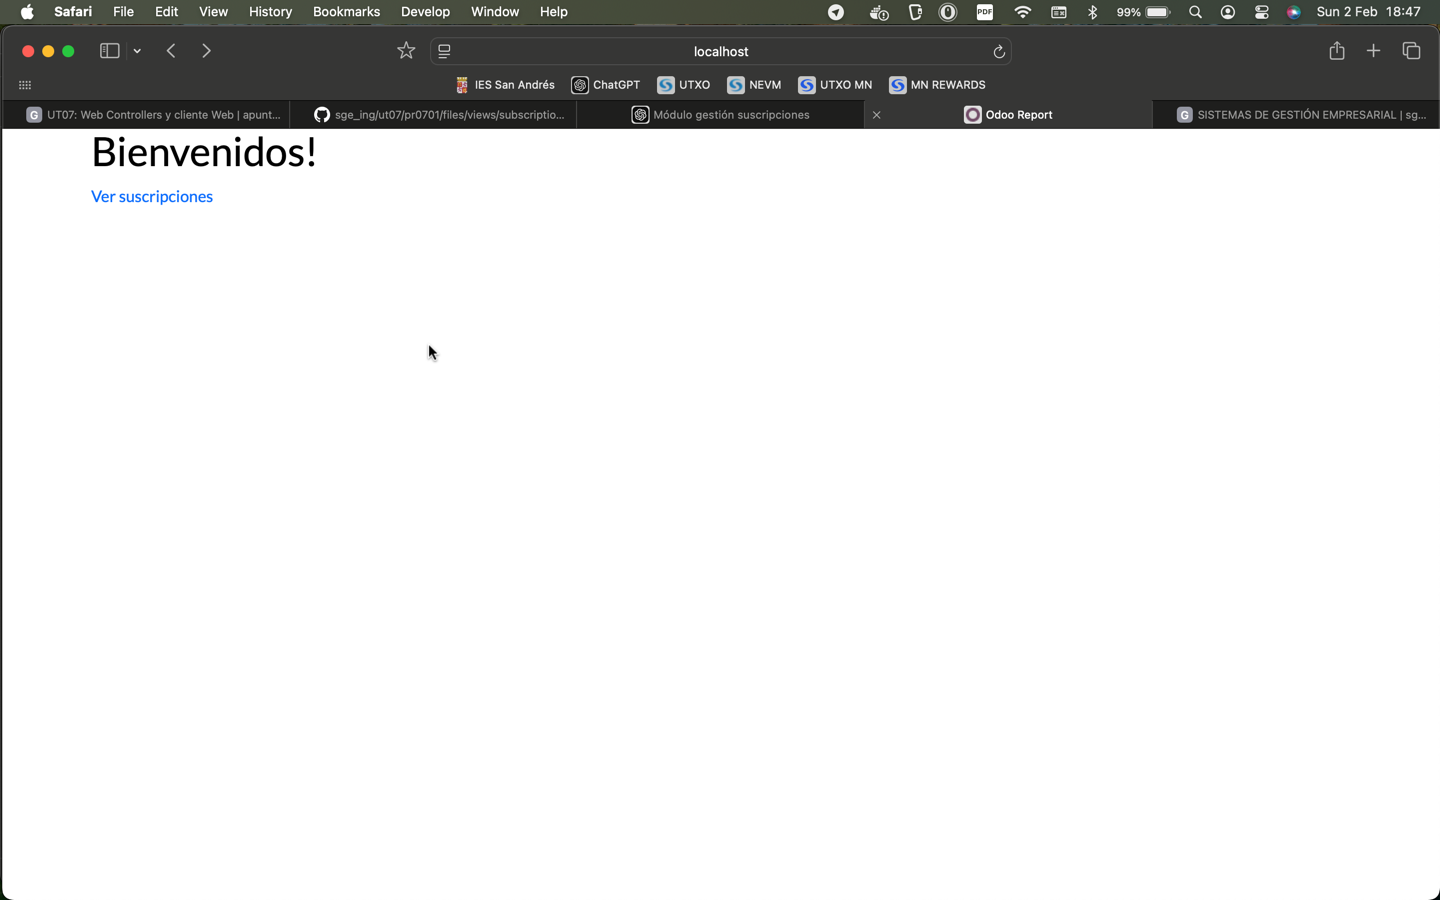 Safari File Edit View History Bookmarks Develop Window Help PDF 99% Sun 2 Feb 18:47
localhost
IES San Andrés ChatGPT UTXO NEVM UTXO MN MN REWARDS
G UT07: Web Controllers y cliente Web | apunt... sge_ing/ut07/pr0701/files/views/subscriptio... Módulo gestión suscripciones Odoo Report G SISTEMAS DE GESTIÓN EMPRESARIAL | sg...
Bienvenidos!
Ver suscripciones